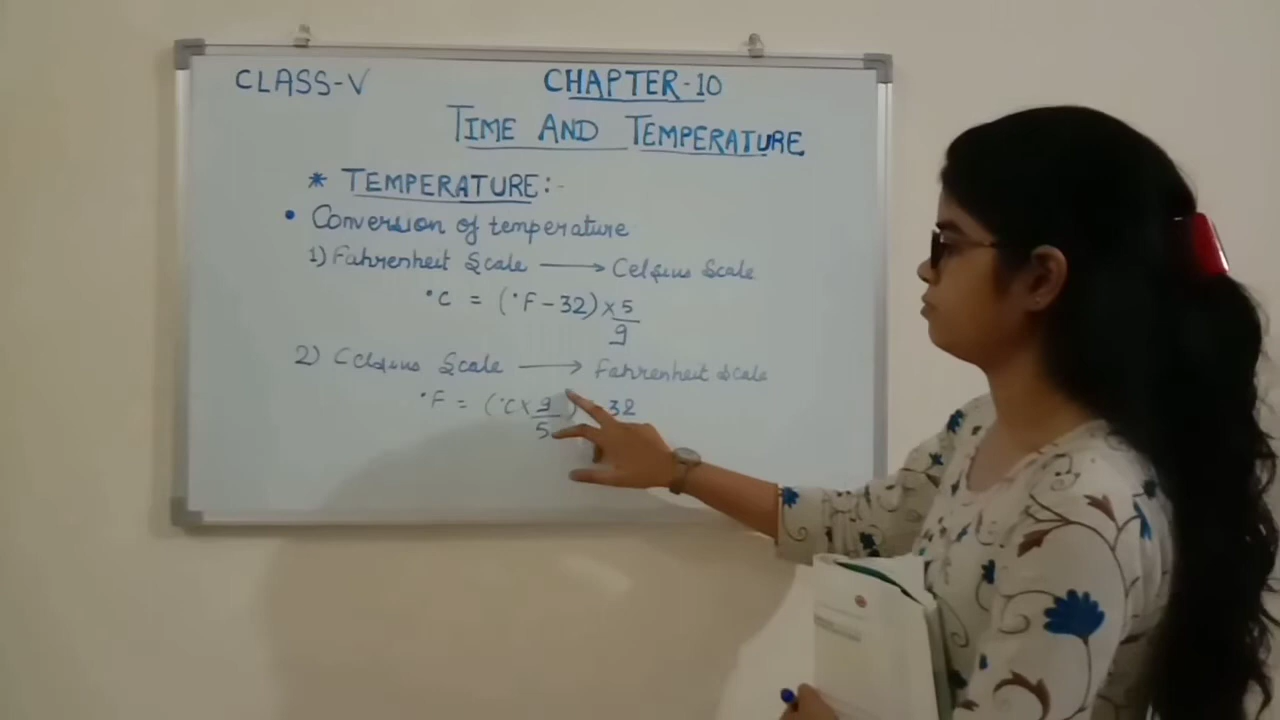 CLASS-V
CHAPTER-10
TIME AND TEMPERATURE
* TEMPERATURE:-
• Conversion of temperature
1) Fahrenheit Scale → Celsius Scale
°C = (°F - 32) × 5/9
2) Celsius Scale → Fahrenheit Scale
°F = (°C × 9/5) 32